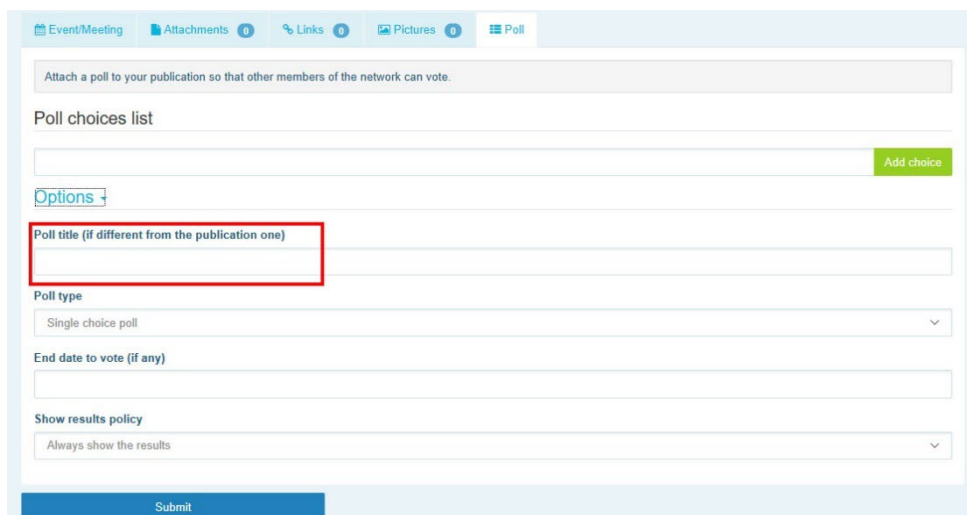 Event/Meeting Attachments 0 Links 0 Pictures 0 Poll
Attach a poll to your publication so that other members of the network can vote.
Poll choices list
Add choice
Options
Poll title (if different from the publication one)
Poll type
Single choice poll
End date to vote (if any)
Show results policy
Always show the results
Submit